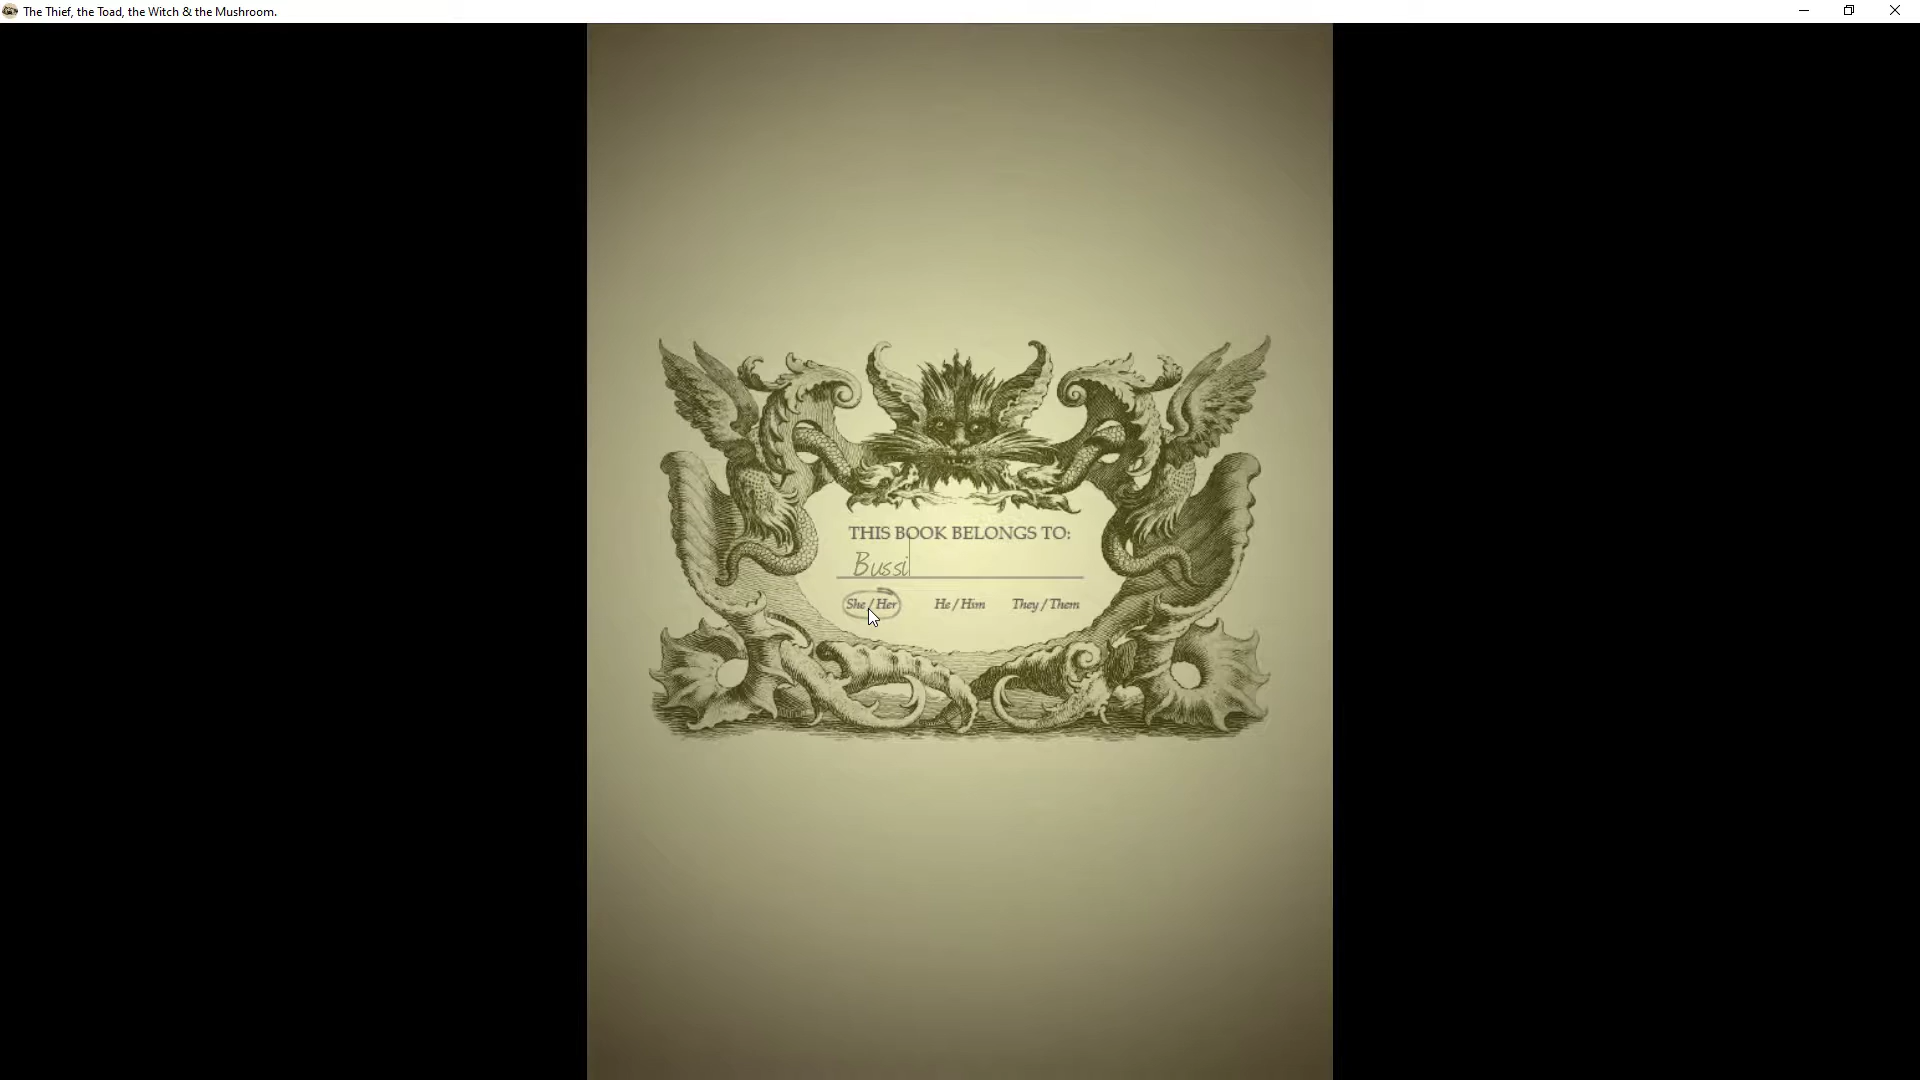 The Thief, the Toad, the Witch & the Mushroom.
THIS BOOK BELONGS TO:
Bussi
She / Her He / Him They / Them